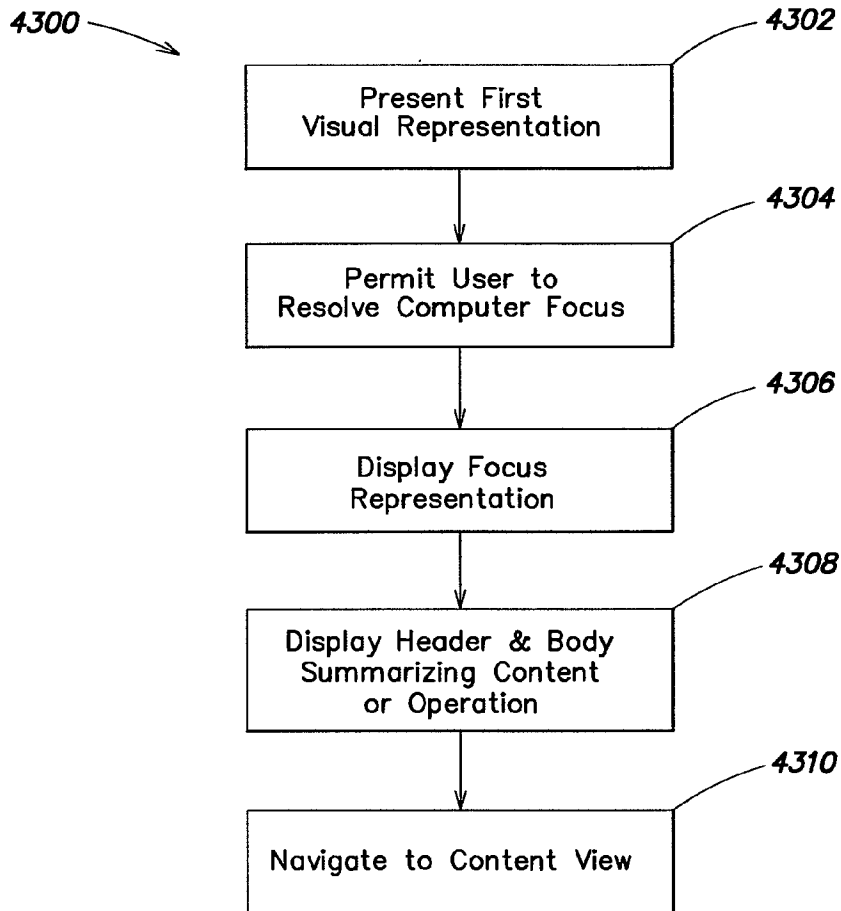 4300
4302
Present First
Visual Representation
4304
Permit User to
Resolve Computer Focus
4306
Display Focus
Representation
4308
Display Header & Body
Summarizing Content
or Operation
4310
Navigate to Content View